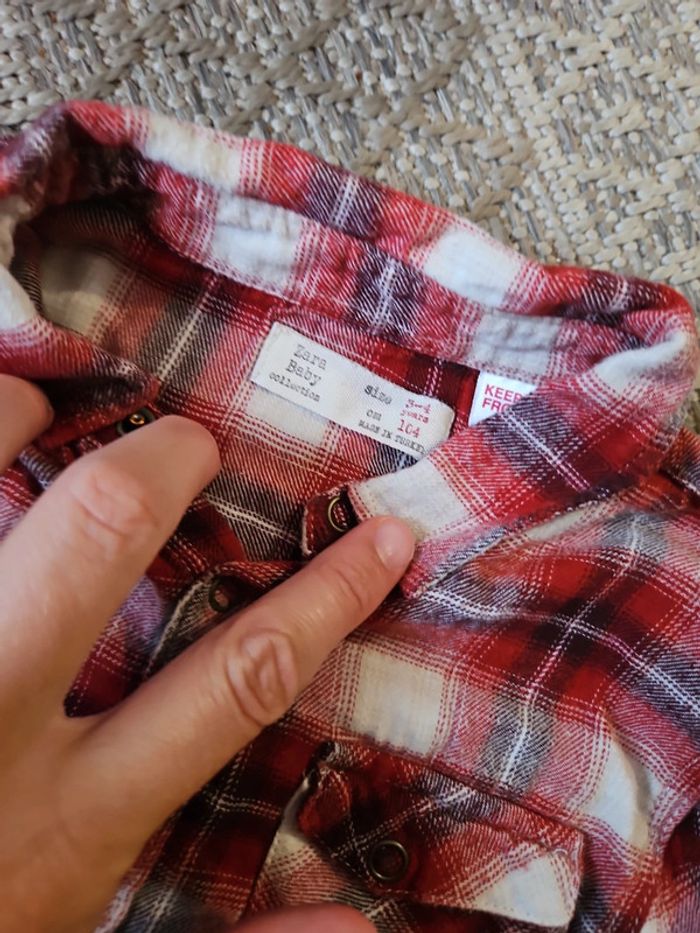 Zara
Baby
collection
size 3-4
years
cm 104
MADE IN TURKEY
KEEP
FRO